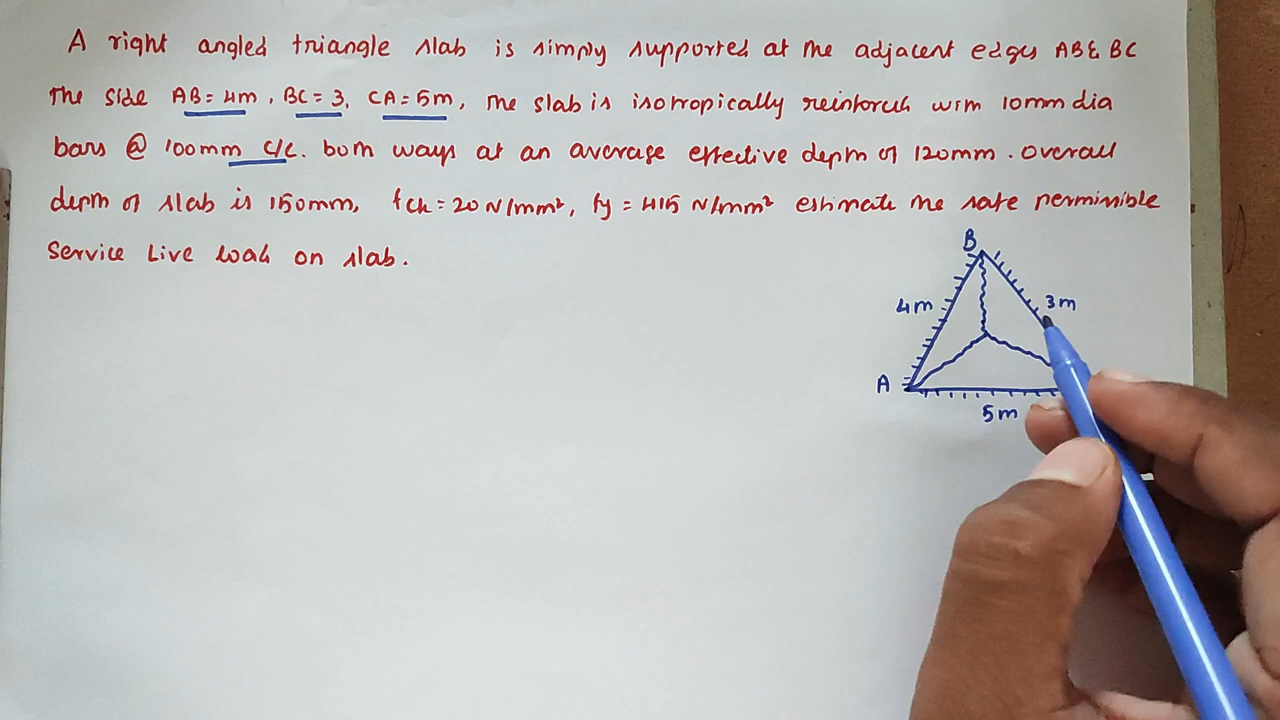 A right angled triangle slab is simply supported at the adjacent edges AB & BC
The side AB = 4m, BC = 3, CA = 5m, The slab is isotropically reinforced with 10mm dia
bars @ 100mm C/C. both ways at an average effective depth of 120mm. overall
depth of slab is 150mm, fck = 20 N/mm², fy = 415 N/mm² estimate the safe permissible
Service Live load on slab.
B
4m
3m
A
5m